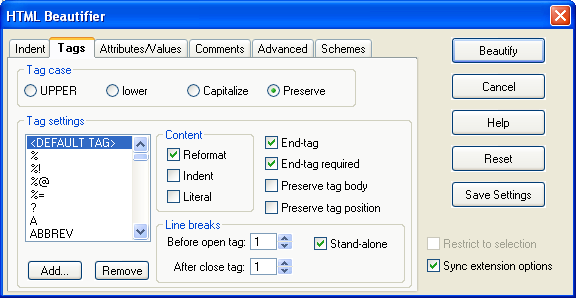 HTML Beautifier
Indent Tags Attributes/Values Comments Advanced Schemes
Tag case
UPPER lower Capitalize Preserve
Tag settings
<DEFAULT TAG>
%
%!
%@
%=
?
A
ABBREV
Add... Remove
Content
Reformat
Indent
Literal
End-tag
End-tag required
Preserve tag body
Preserve tag position
Line breaks
Before open tag: 1 Stand-alone
After close tag: 1
Beautify
Cancel
Help
Reset
Save Settings
Restrict to selection
Sync extension options